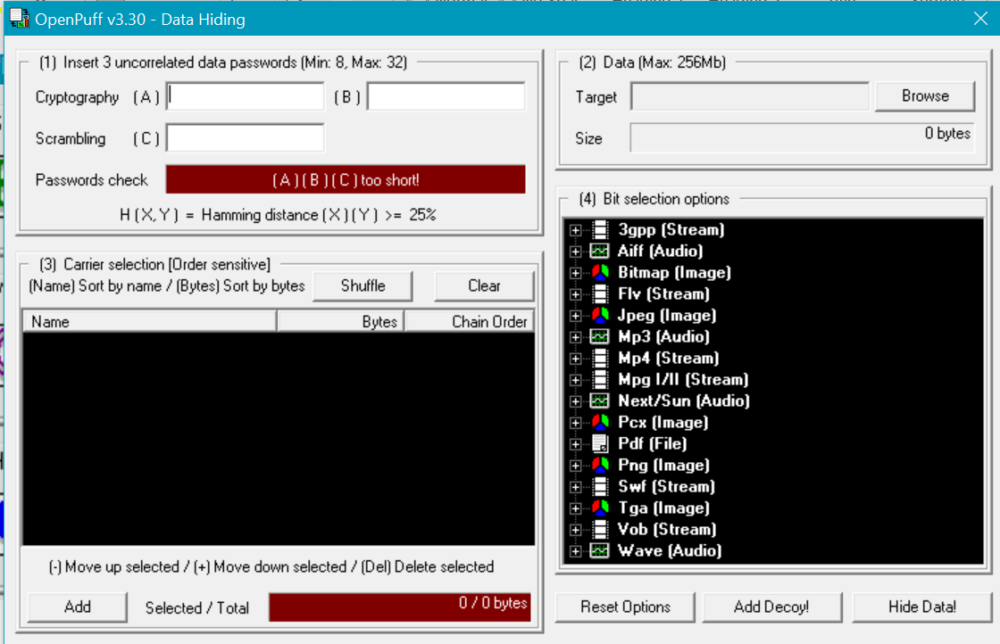 OpenPuff v3.30 - Data Hiding
(1) Insert 3 uncorrelated data passwords (Min: 8, Max: 32)
Cryptography (A) (B)
Scrambling (C)
Passwords check (A) (B) (C) too short!
H (X, Y) = Hamming distance (X) (Y) >= 25%
(2) Data (Max: 256Mb)
Target Browse
Size 0 bytes
(3) Carrier selection [Order sensitive]
(Name) Sort by name / (Bytes) Sort by bytes Shuffle Clear
Name Bytes Chain Order
(-) Move up selected / (+) Move down selected / (Del) Delete selected
Add Selected / Total 0 / 0 bytes
(4) Bit selection options
3gpp (Stream)
Aiff (Audio)
Bitmap (Image)
Flv (Stream)
Jpeg (Image)
Mp3 (Audio)
Mp4 (Stream)
Mpg I/II (Stream)
Next/Sun (Audio)
Pcx (Image)
Pdf (File)
Png (Image)
Swf (Stream)
Tga (Image)
Vob (Stream)
Wave (Audio)
Reset Options Add Decoy! Hide Data!